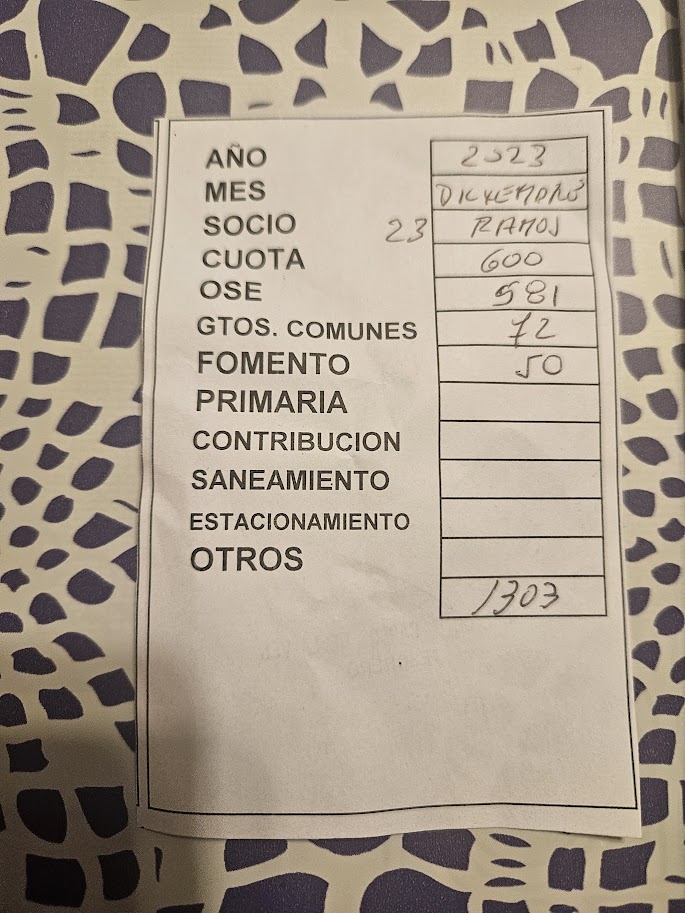 AÑO 2023
MES DICIEMBRE
SOCIO 23 RAMOS
CUOTA 600
OSE 581
GTOS. COMUNES 72
FOMENTO 50
PRIMARIA
CONTRIBUCION
SANEAMIENTO
ESTACIONAMIENTO
OTROS
1303